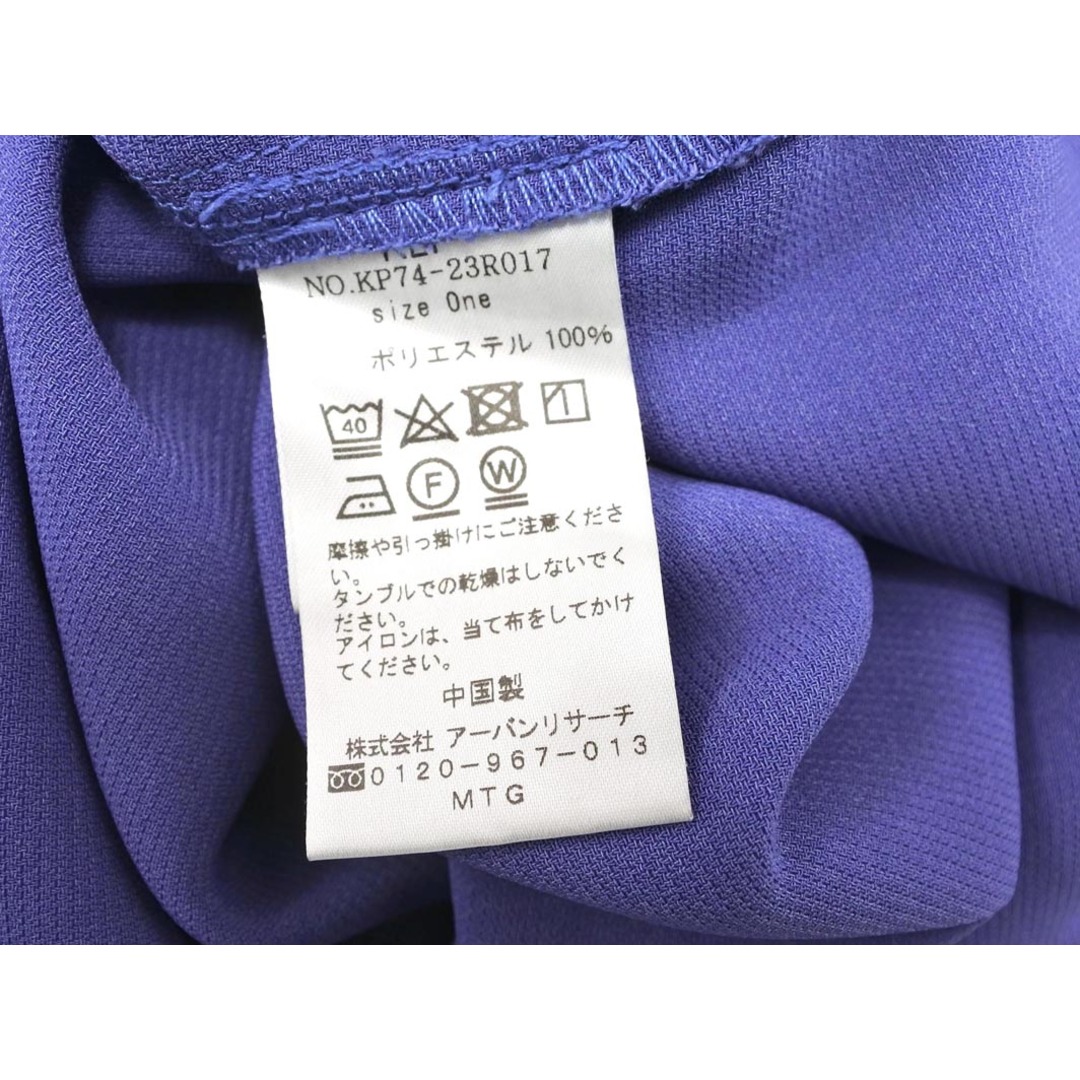 NO.KP74-23R017
size One
ポリエステル 100%
40
F W
摩擦や引っ掛けにご注意くださ
い。
タンブルでの乾燥はしないでく
ださい。
アイロンは、当て布をしてかけ
てください。
中国製
株式会社 アーバンリサーチ
0120-967-013
MTG